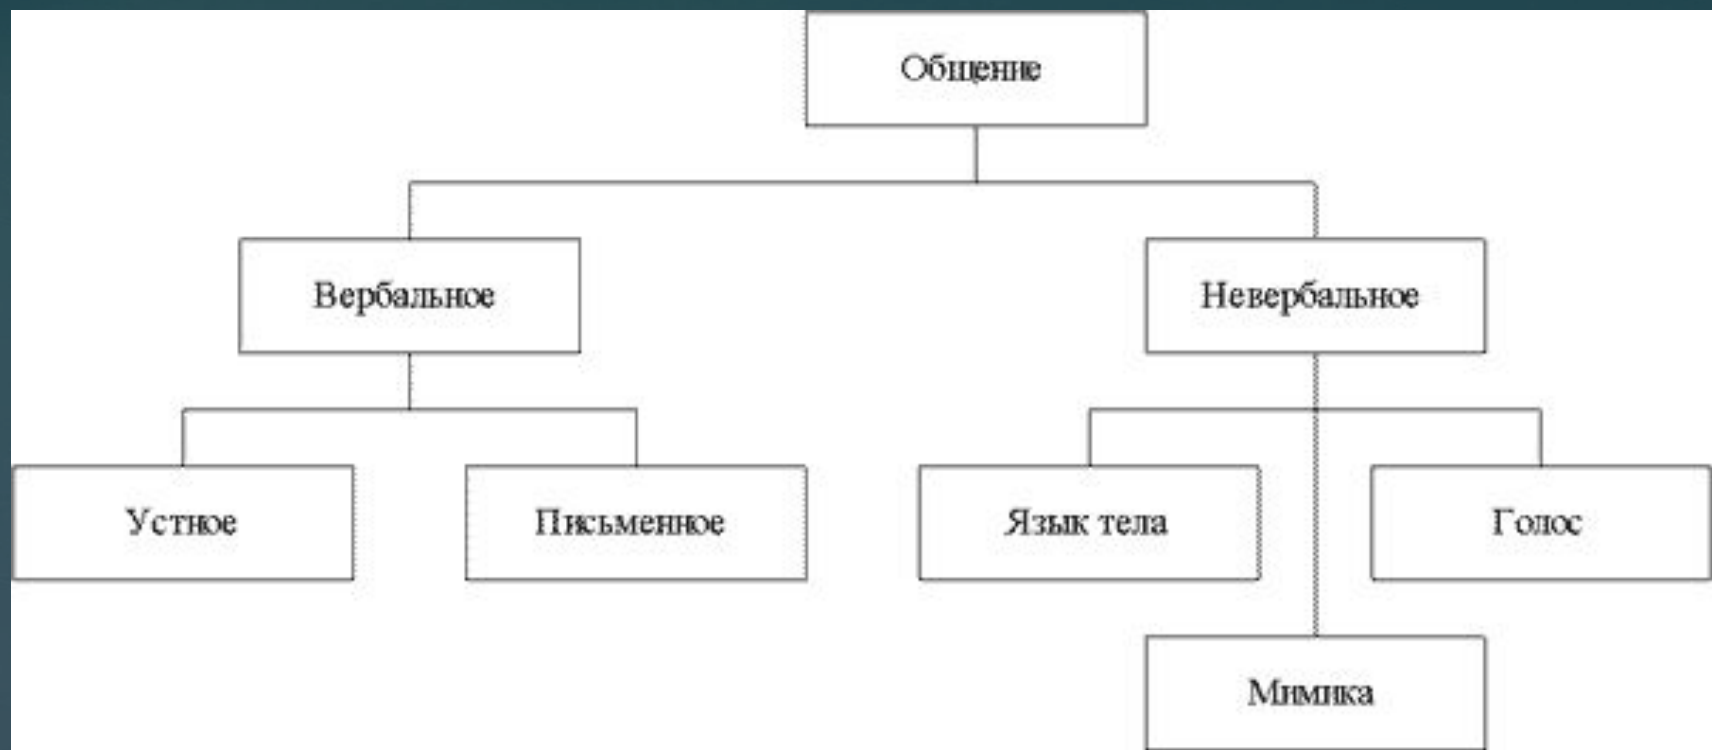 Общение
Вербальное
Невербальное
Устное
Письменное
Язык тела
Голос
Мимика